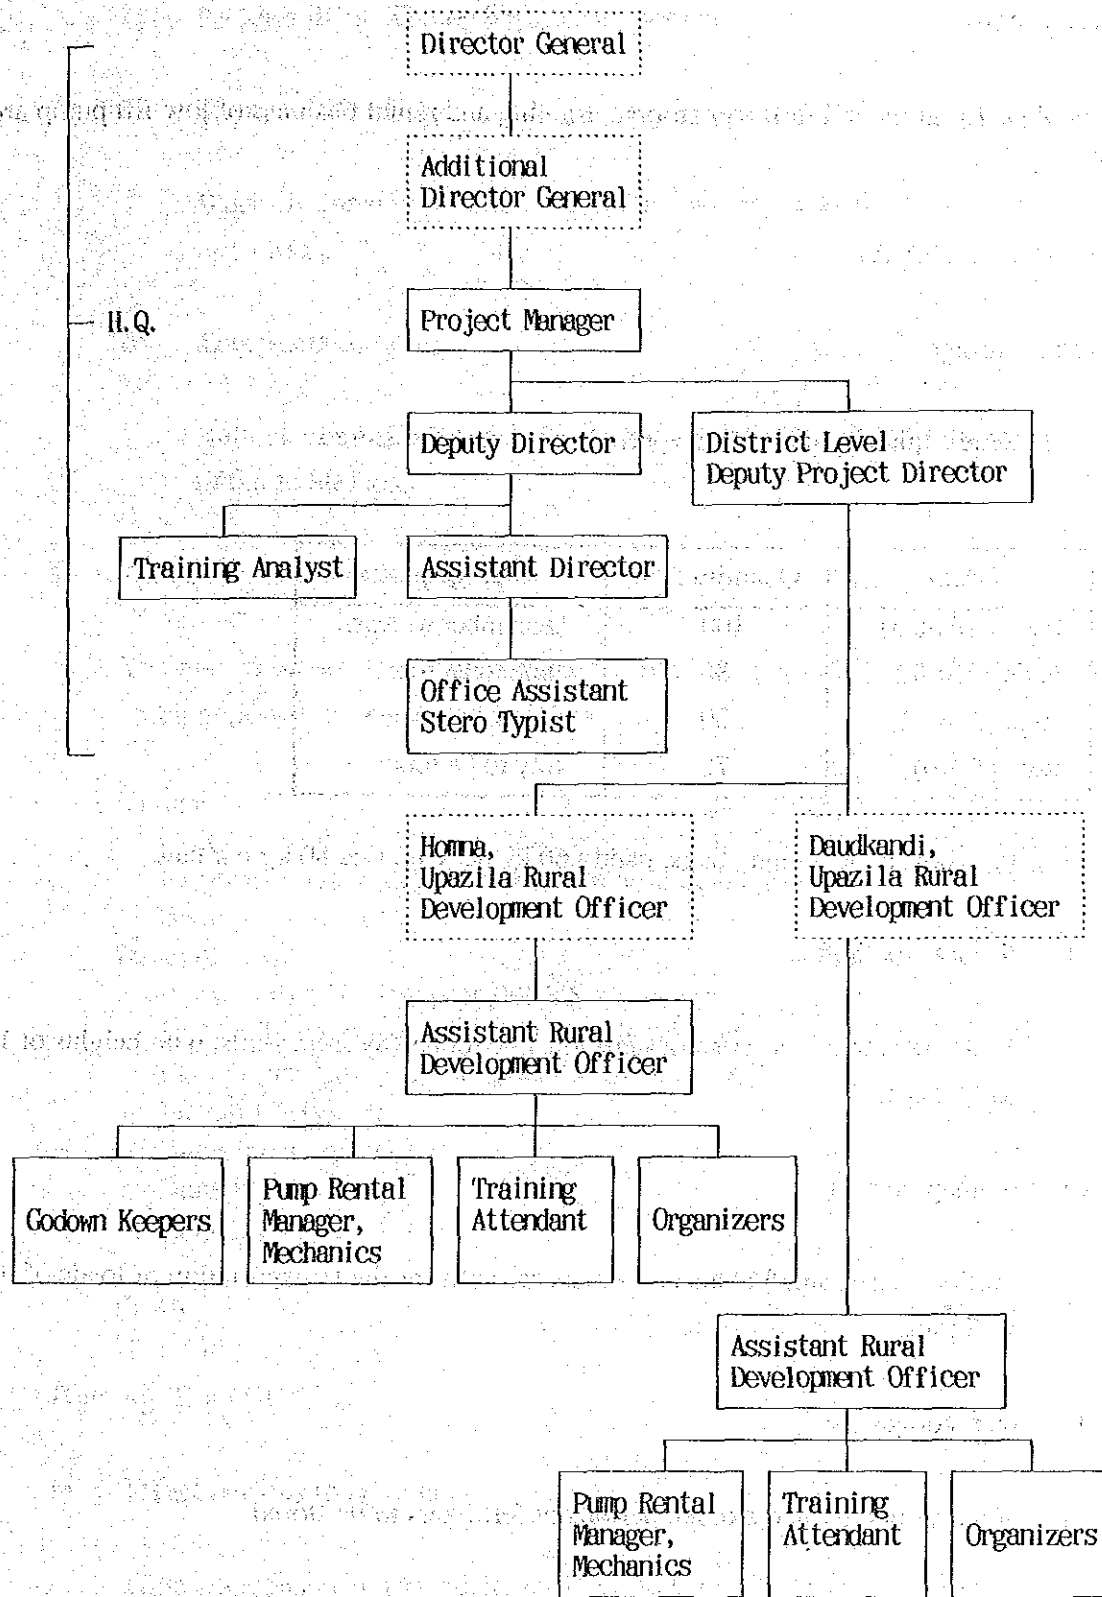 Director General
Additional
Director General
H.Q.
Project Manager
Deputy Director
District Level
Deputy Project Director
Training Analyst
Assistant Director
Office Assistant
Stero Typist
Homna,
Upazila Rural
Development Officer
Daudkandi,
Upazila Rural
Development Officer
Assistant Rural
Development Officer
Godown Keepers
Pump Rental
Manager,
Mechanics
Training
Attendant
Organizers
Assistant Rural
Development Officer
Pump Rental
Manager,
Mechanics
Training
Attendant
Organizers